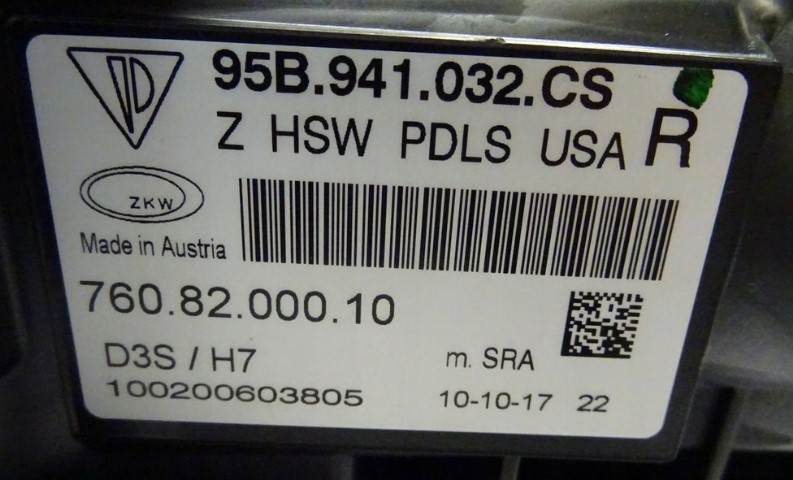 95B.941.032.CS
Z HSW PDLS USA R
ZKW
Made in Austria
760.82.000.10
D3S / H7
m. SRA
100200603805
10-10-17 22